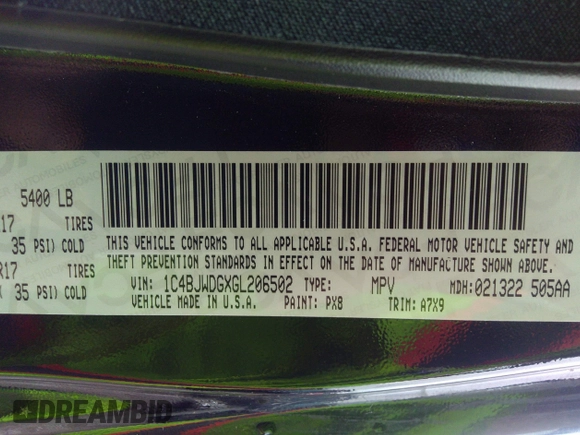 5400 LB
17 TIRES
35 PSI) COLD
R17 TIRES
35 PSI) COLD
THIS VEHICLE CONFORMS TO ALL APPLICABLE U.S.A. FEDERAL MOTOR VEHICLE SAFETY AND
THEFT PREVENTION STANDARDS IN EFFECT ON THE DATE OF MANUFACTURE SHOWN ABOVE.
VIN: 1C4BJWDGXGL206502 TYPE: MPV MDH: 021322 505AA
VEHICLE MADE IN U.S.A. PAINT: PX8 TRIM: A7X9
DREAMBID